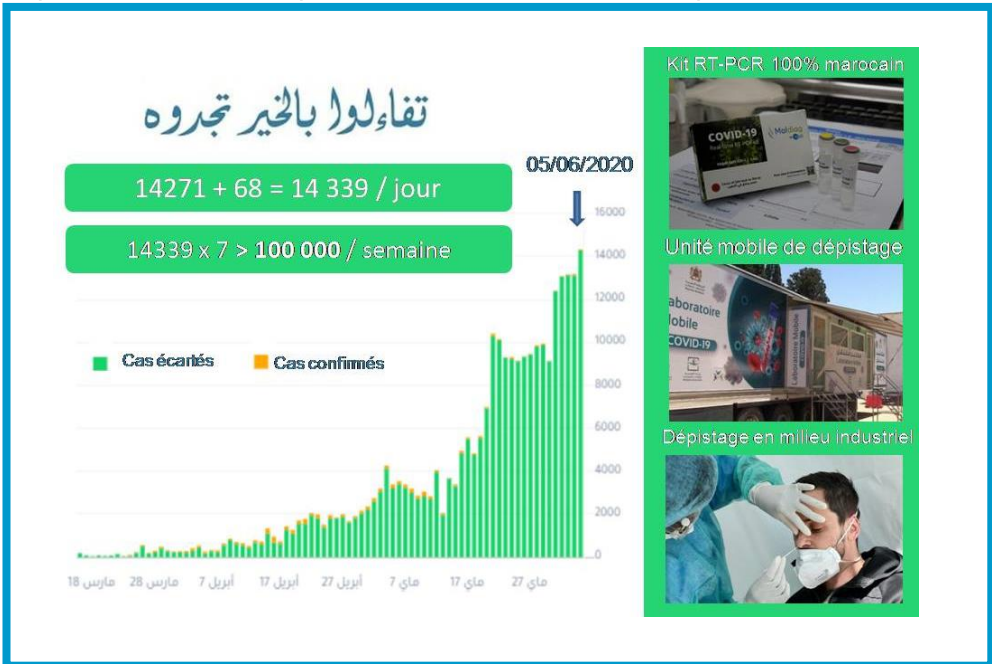 تفاءلوا بالخير تجدوه
05/06/2020
14271 + 68 = 14 339 / jour
14339 x 7 > 100 000 / semaine
Cas écartés
Cas confirmés
16000
14000
12000
10000
8000
6000
4000
2000
0
18 مارس
28 مارس
7 أبريل
17 أبريل
27 أبريل
7 ماي
17 ماي
27 ماي
Kit RT-PCR 100% marocain
COVID-19
Moldiag
Unité mobile de dépistage
aboratoire
obile
COVID-19
Laboratoire Mobile
Dépistage en milieu industriel